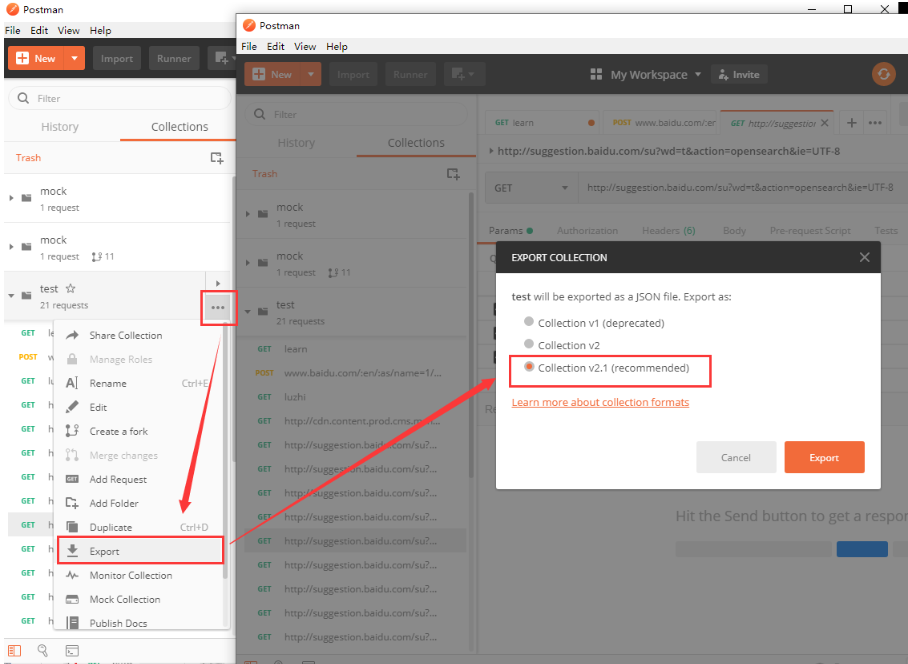 Postman
File Edit View Help
New Import Runner
Filter
History Collections
Trash
mock
1 request
mock
1 request 11
test
21 requests
GET
POST
GET
GET
GET
GET
GET
GET
GET
GET
GET
GET
Share Collection
Manage Roles
Rename Ctrl+E
Edit
Create a fork
Merge changes
Add Request
Add Folder
Duplicate Ctrl+D
Export
Monitor Collection
Mock Collection
Publish Docs
Postman
File Edit View Help
New Import Runner
My Workspace Invite
Filter
History Collections
Trash
mock
1 request
mock
1 request 11
test
21 requests
GET learn
POST www.baidu.com/:en/:as/name=1/...
GET luzhi
GET http://cdn.content.prod.cms.m
GET http://suggestion.baidu.com/su?...
GET http://suggestion.baidu.com/su?...
GET http://suggestion.baidu.com/su?...
GET http://suggestion.baidu.com/su?...
GET http://suggestion.baidu.com/su?...
GET http://suggestion.baidu.com/su?...
GET http://suggestion.baidu.com/su?...
GET http://suggestion.baidu.com/su?...
GET http://suggestion.baidu.com/su?...
GET learn POST www.baidu.com/:en GET http://suggestion
http://suggestion.baidu.com/su?wd=t&action=opensearch&ie=UTF-8
GET http://suggestion.baidu.com/su?wd=t&action=opensearch&ie=UTF-8
Params Authorization Headers (6) Body Pre-request Script Tests
EXPORT COLLECTION
test will be exported as a JSON file. Export as:
Collection v1 (deprecated)
Collection v2
Collection v2.1 (recommended)
Learn more about collection formats
Cancel Export
Hit the Send button to get a respon